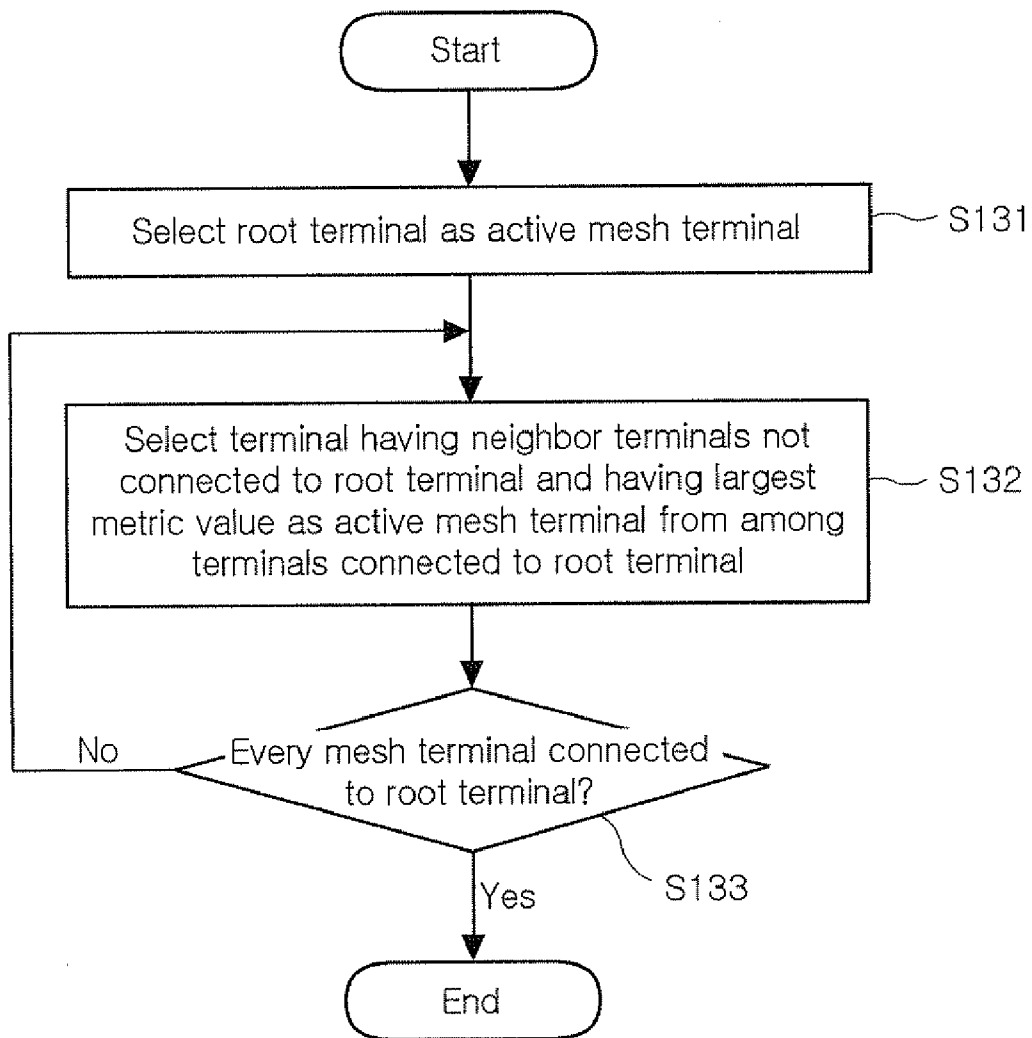 Start
Select root terminal as active mesh terminal
S131
Select terminal having neighbor terminals not
connected to root terminal and having largest
metric value as active mesh terminal from among
terminals connected to root terminal
S132
Every mesh terminal connected
to root terminal?
No
S133
Yes
End